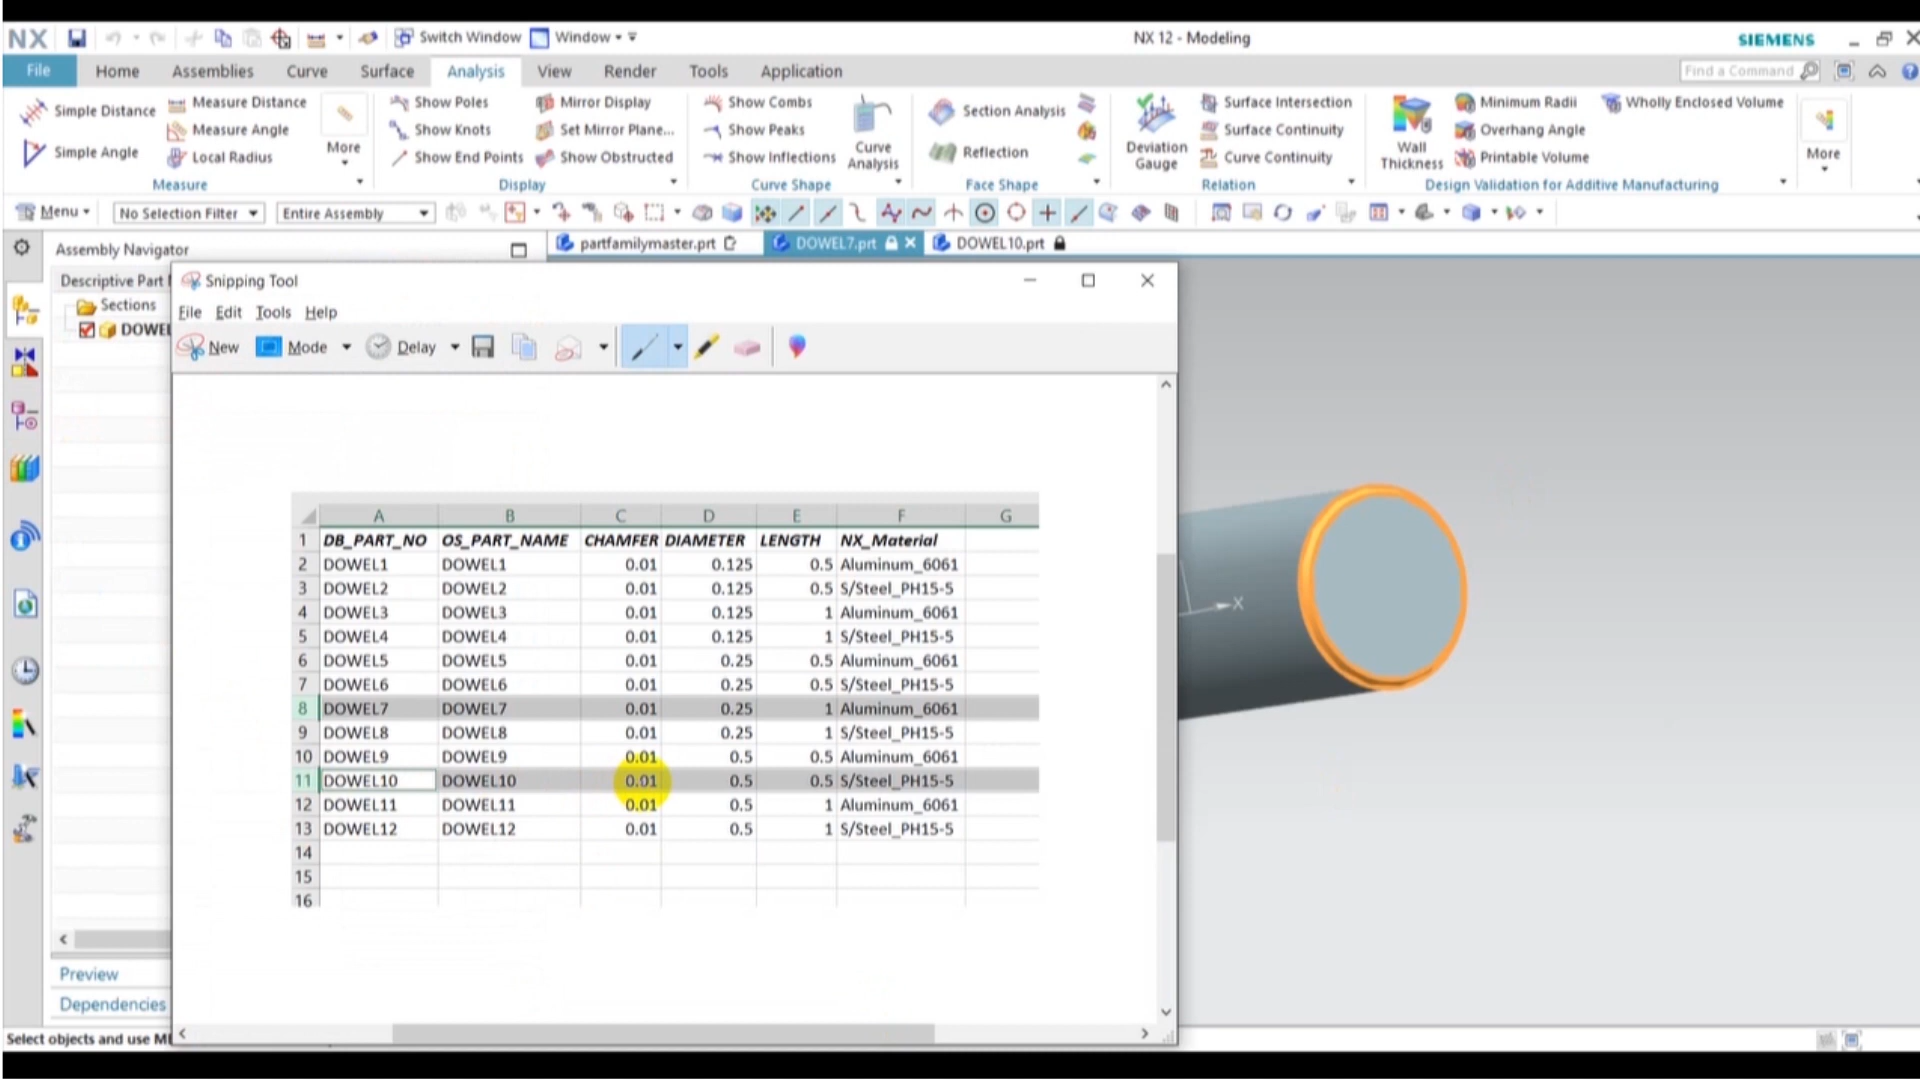 NX Switch Window Window NX 12 - Modeling SIEMENS
File Home Assemblies Curve Surface Analysis View Render Tools Application Find a Command
Simple Distance Measure Distance Show Poles Mirror Display Show Combs Section Analysis Surface Intersection Minimum Radii Wholly Enclosed Volume
Measure Angle Show Knots Set Mirror Plane... Show Peaks Surface Continuity Overhang Angle
Simple Angle Local Radius More Show End Points Show Obstructed Show Inflections Curve Analysis Reflection Deviation Gauge Curve Continuity Wall Thickness Printable Volume More
Measure Display Curve Shape Face Shape Relation Design Validation for Additive Manufacturing
Menu No Selection Filter Entire Assembly
Assembly Navigator partfamilymaster.prt DOWEL7.prt DOWEL10.prt
Descriptive Part
Sections
DOWEL
Snipping Tool
File Edit Tools Help
New Mode Delay
A B C D E F G
1 DB_PART_NO OS_PART_NAME CHAMFER DIAMETER LENGTH NX_Material
2 DOWEL1 DOWEL1 0.01 0.125 0.5 Aluminum_6061
3 DOWEL2 DOWEL2 0.01 0.125 0.5 S/Steel_PH15-5
4 DOWEL3 DOWEL3 0.01 0.125 1 Aluminum_6061
5 DOWEL4 DOWEL4 0.01 0.125 1 S/Steel_PH15-5
6 DOWEL5 DOWEL5 0.01 0.25 0.5 Aluminum_6061
7 DOWEL6 DOWEL6 0.01 0.25 0.5 S/Steel_PH15-5
8 DOWEL7 DOWEL7 0.01 0.25 1 Aluminum_6061
9 DOWEL8 DOWEL8 0.01 0.25 1 S/Steel_PH15-5
10 DOWEL9 DOWEL9 0.01 0.5 0.5 Aluminum_6061
11 DOWEL10 DOWEL10 0.01 0.5 0.5 S/Steel_PH15-5
12 DOWEL11 DOWEL11 0.01 0.5 1 Aluminum_6061
13 DOWEL12 DOWEL12 0.01 0.5 1 S/Steel_PH15-5
14
15
16
X
Preview
Dependencies
Select objects and use